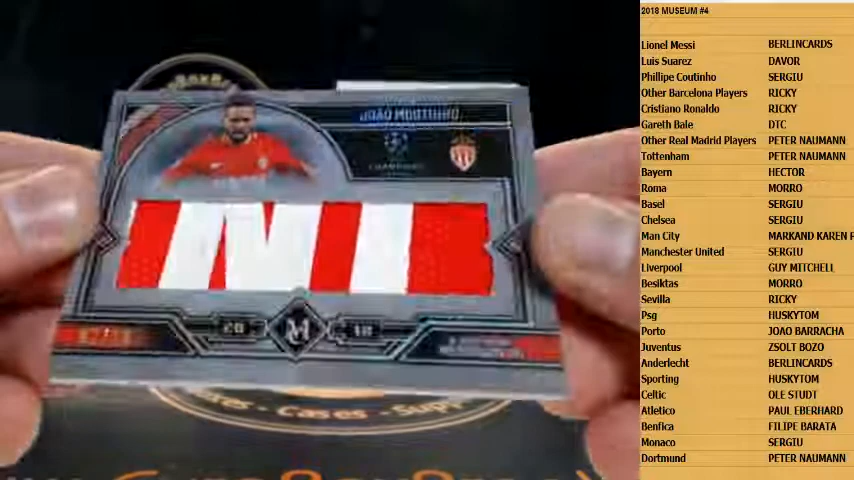 2018 MUSEUM #4
Lionel Messi BERLINCARDS
Luis Suarez DAVOR
Phillipe Coutinho SERGIU
Other Barcelona Players RICKY
Cristiano Ronaldo RICKY
Gareth Bale DTC
Other Real Madrid Players PETER NAUMANN
Tottenham PETER NAUMANN
Bayern HECTOR
Roma MORRO
Basel SERGIU
Chelsea SERGIU
Man City MARKAND KAREN
Manchester United SERGIU
Liverpool GUY MITCHELL
Besiktas MORRO
Sevilla RICKY
Psg HUSKYTOM
Porto JOAO BARRACHA
Juventus ZSOLT BOZO
Anderlecht BERLINCARDS
Sporting HUSKYTOM
Celtic OLE STUDT
Atletico PAUL EBERHARD
Benfica FILIPE BARATA
Monaco SERGIU
Dortmund PETER NAUMANN
JOAO MOUTINHO
CHAMPIONS
20 M 18
Cases